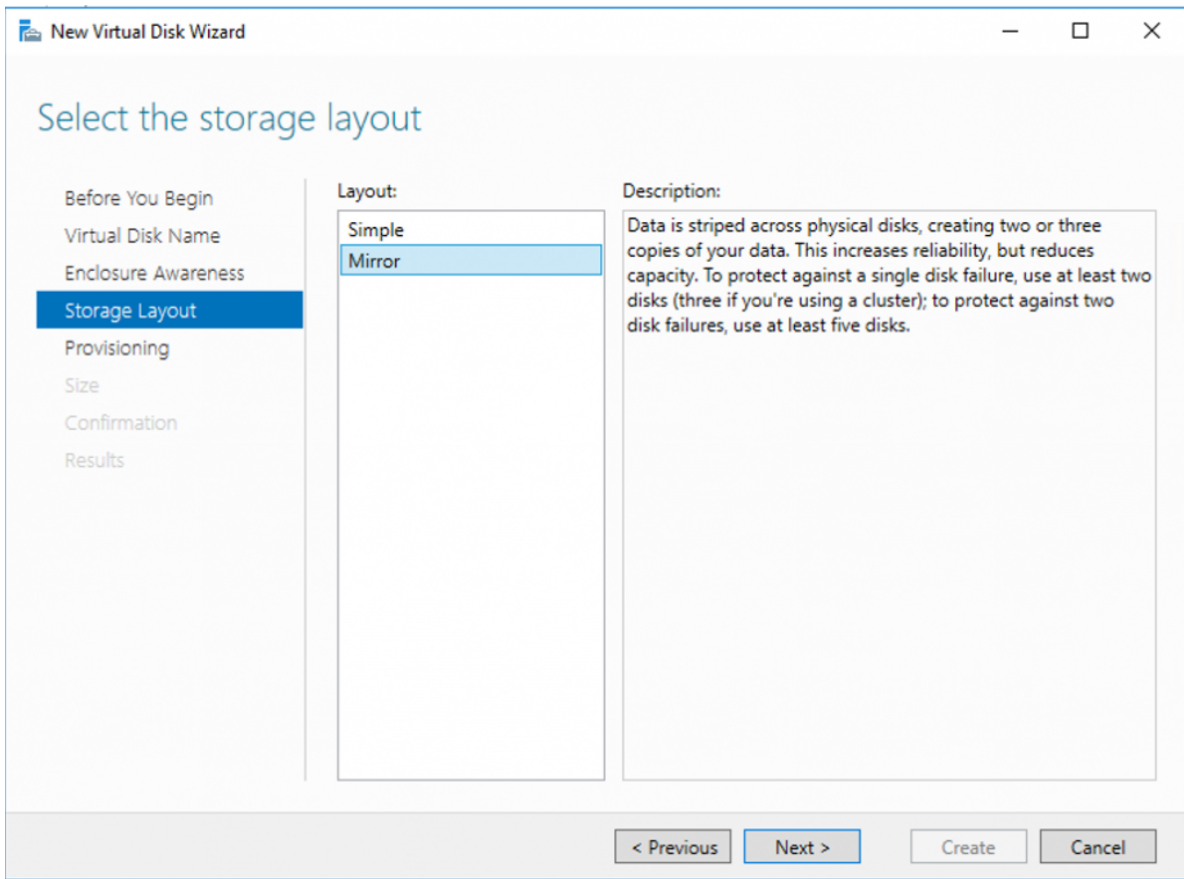 New Virtual Disk Wizard
Select the storage layout
Before You Begin
Virtual Disk Name
Enclosure Awareness
Storage Layout
Provisioning
Size
Confirmation
Results
Layout:
Simple
Mirror
Description:
Data is striped across physical disks, creating two or three
copies of your data. This increases reliability, but reduces
capacity. To protect against a single disk failure, use at least two
disks (three if you're using a cluster); to protect against two
disk failures, use at least five disks.
< Previous
Next >
Create
Cancel